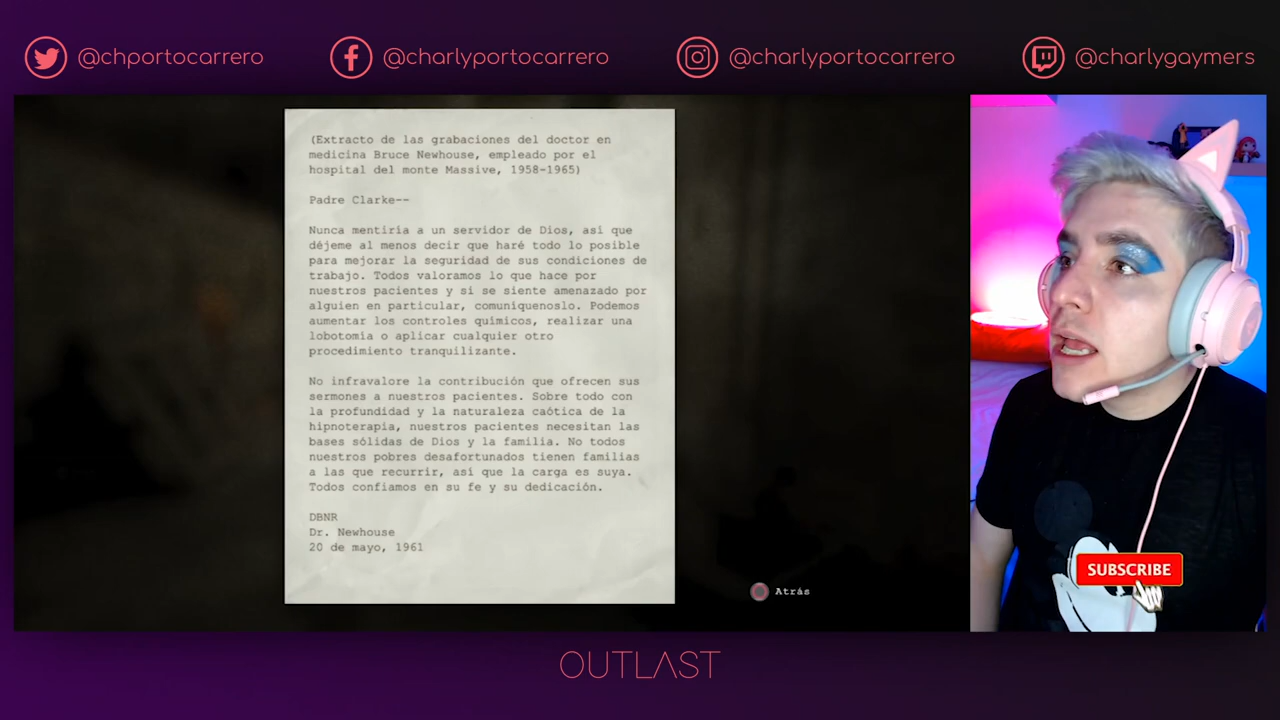 @chportocarrero
@charlyportocarrero
@charlyportocarrero
@charlygaymers
(Extracto de las grabaciones del doctor en
medicina Bruce Newhouse, empleado por el
hospital del monte Massive, 1958-1965)
Padre Clarke--
Nunca mentiría a un servidor de Dios, así que
déjeme al menos decir que haré todo lo posible
para mejorar la seguridad de sus condiciones de
trabajo. Todos valoramos lo que hace por
nuestros pacientes y si se siente amenazado por
alguien en particular, comuníquenoslo. Podemos
aumentar los controles químicos, realizar una
lobotomía o aplicar cualquier otro
procedimiento tranquilizante.
No infravalore la contribución que ofrecen sus
sermones a nuestros pacientes. Sobre todo con
la profundidad y la naturaleza caótica de la
hipnoterapia, nuestros pacientes necesitan las
bases sólidas de Dios y la familia. No todos
nuestros pobres desafortunados tienen familias
a las que recurrir, así que la carga es suya.
Todos confiamos en su fe y su dedicación.
DBNR
Dr. Newhouse
20 de mayo, 1961
Atrás
SUBSCRIBE
OUTLAST